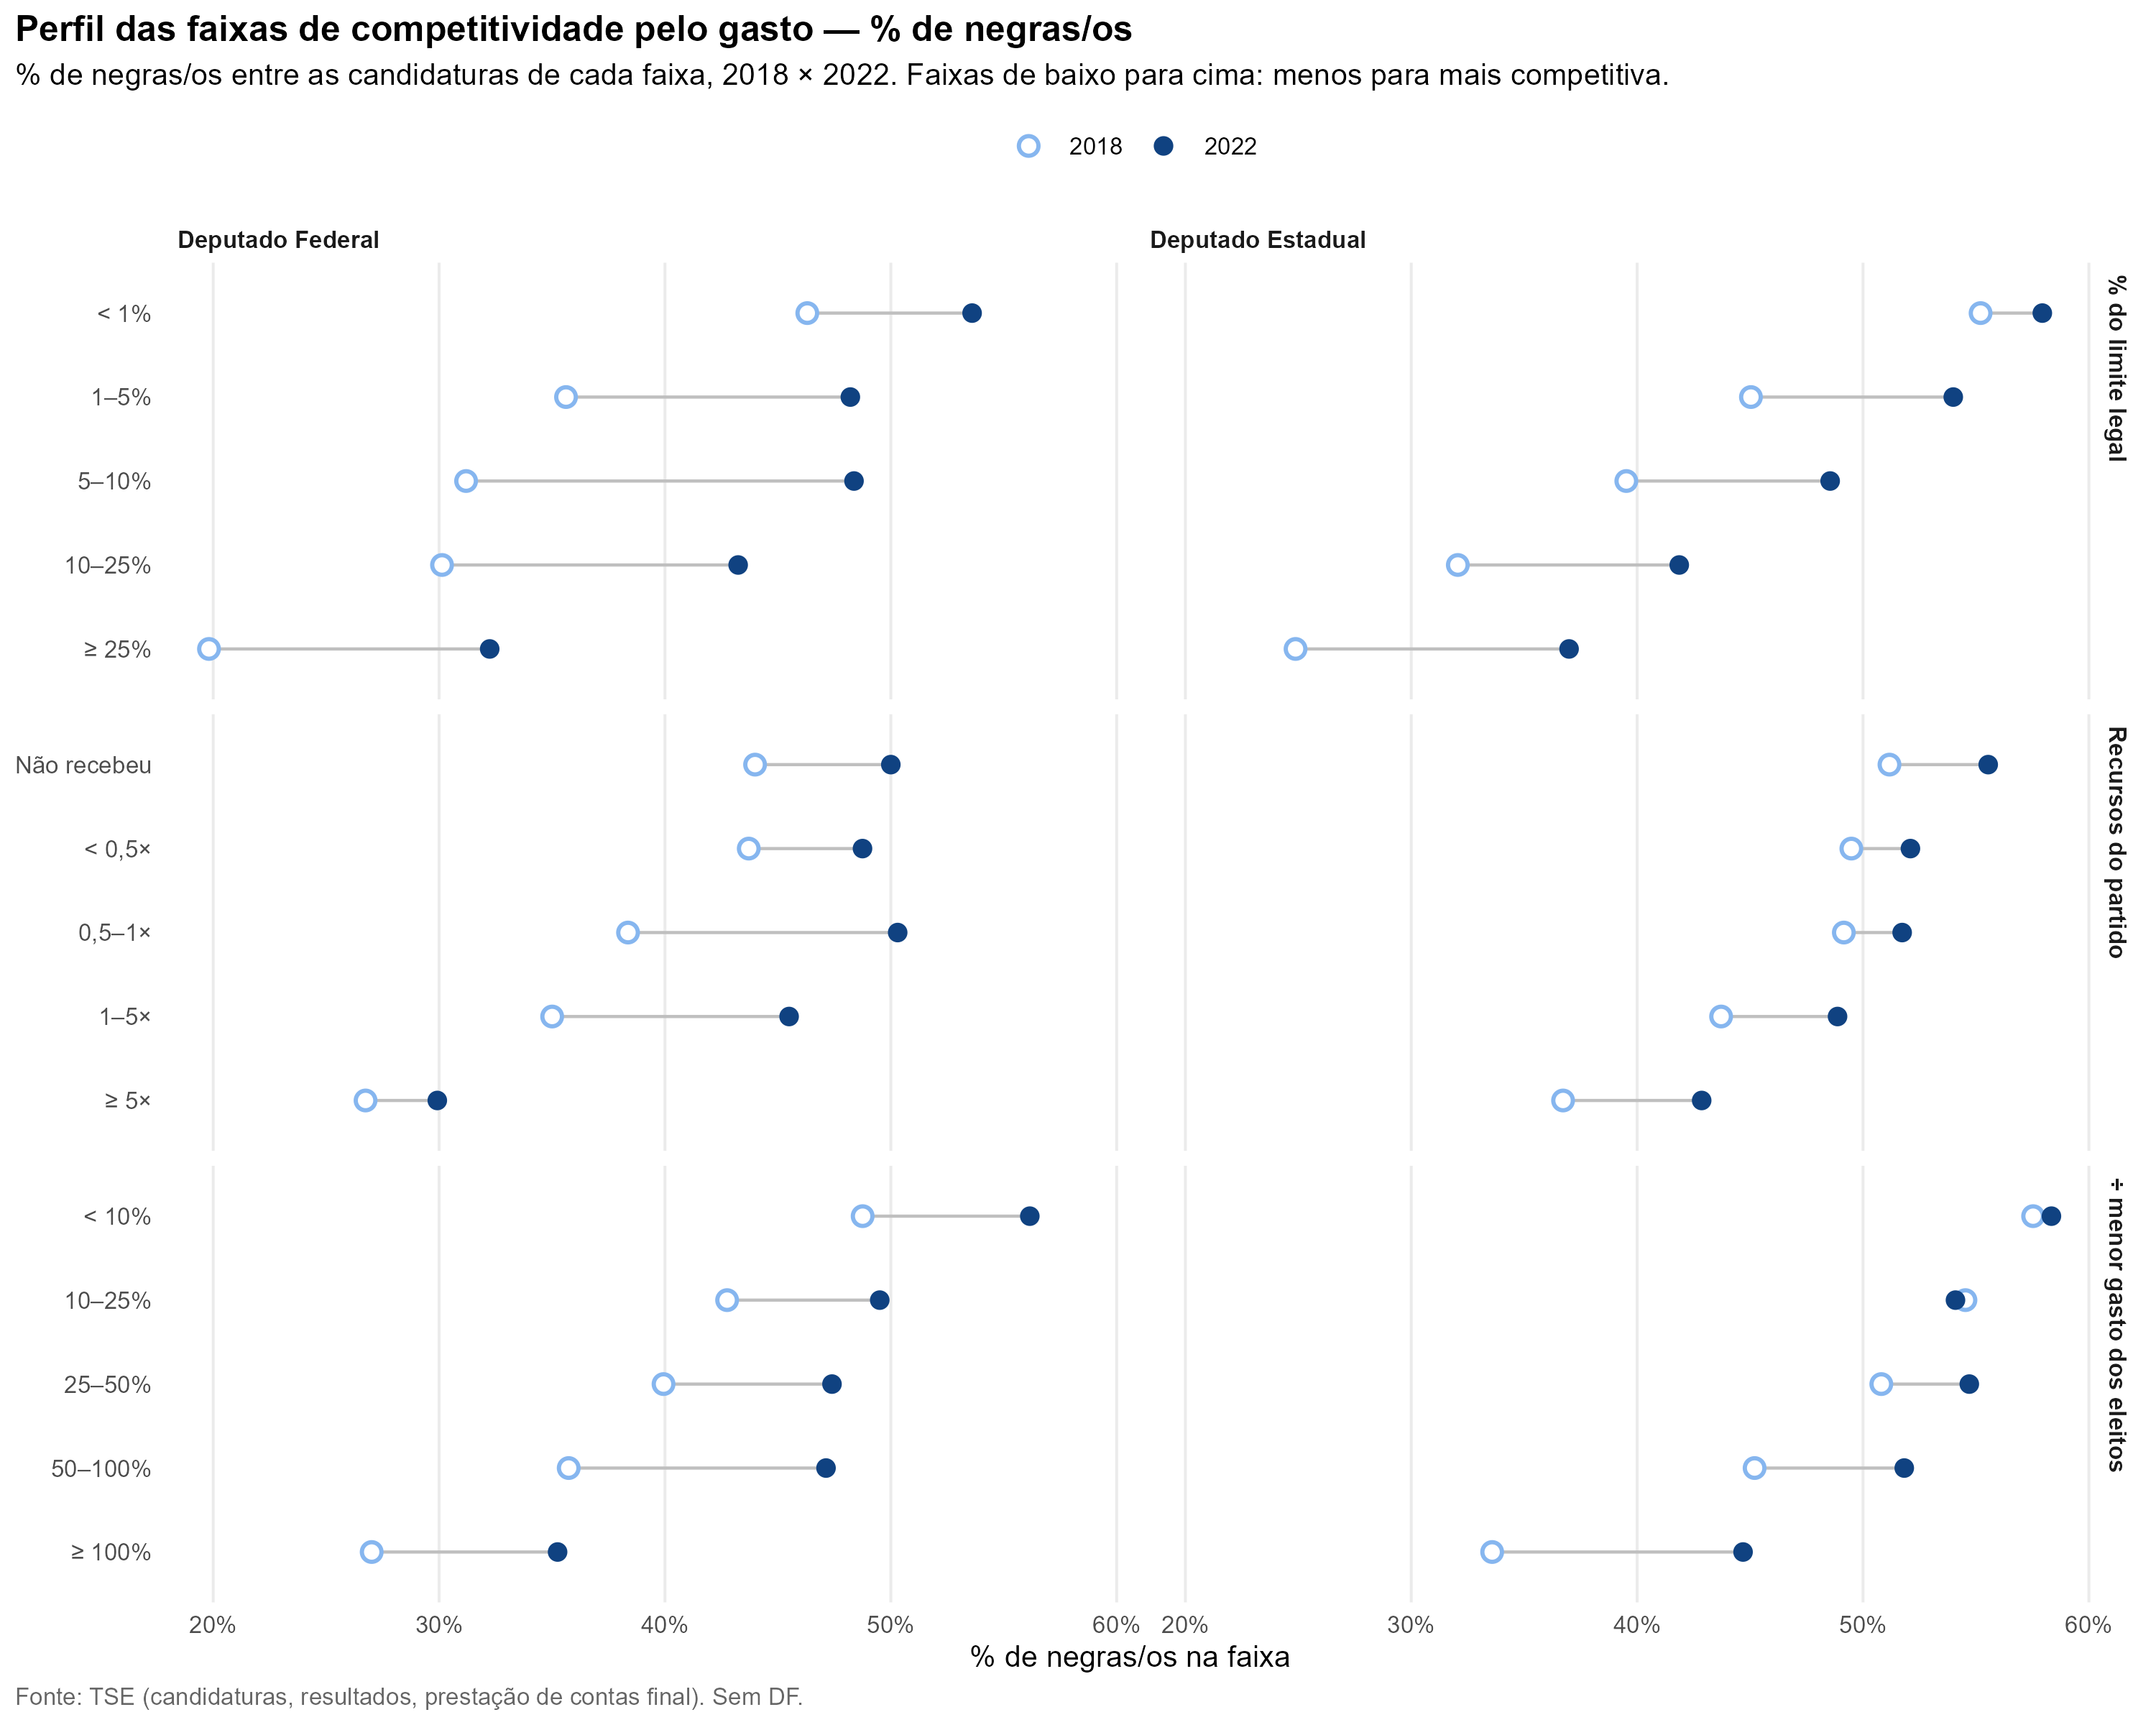 Perfil das faixas de competitividade pelo gasto — % de negras/os
% de negras/os entre as candidaturas de cada faixa, 2018 × 2022. Faixas de baixo para cima: menos para mais competitiva.
2018
2022
Deputado Federal
Deputado Estadual
< 1%
1–5%
5–10%
10–25%
≥ 25%
% do limite legal
Não recebeu
< 0,5×
0,5–1×
1–5×
≥ 5×
Recursos do partido
< 10%
10–25%
25–50%
50–100%
≥ 100%
÷ menor gasto dos eleitos
20%
30%
40%
50%
60%
20%
30%
40%
50%
60%
% de negras/os na faixa
Fonte: TSE (candidaturas, resultados, prestação de contas final). Sem DF.